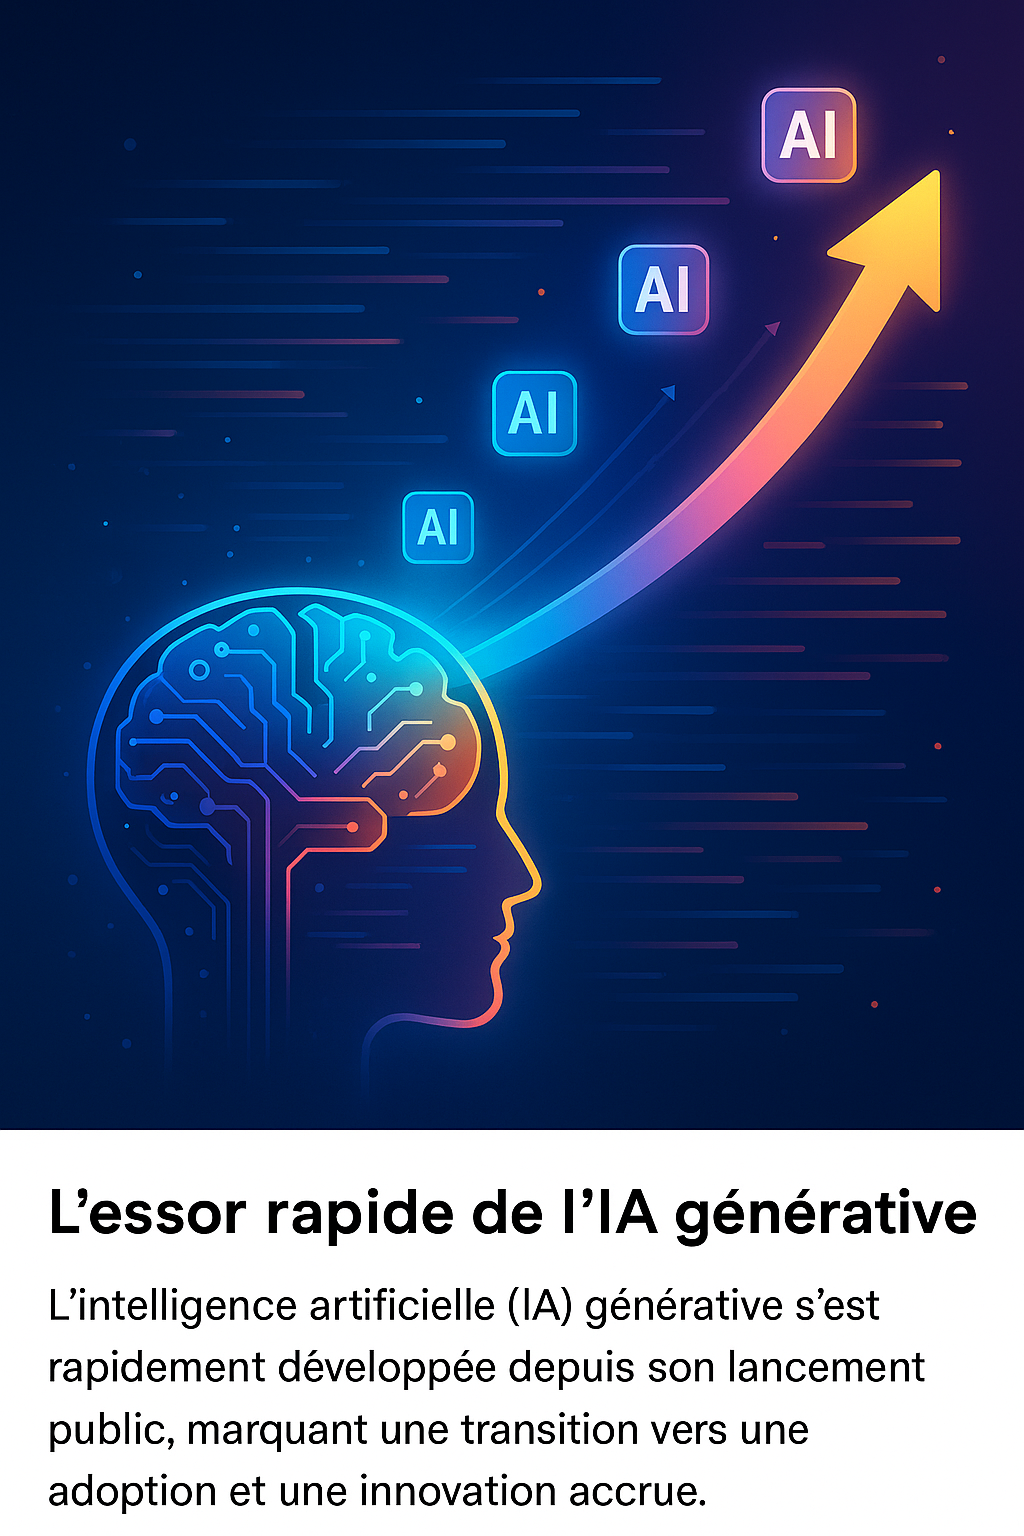 AI
AI
AI
AI
L’essor rapide de l’IA générative
L’intelligence artificielle (IA) générative s’est
rapidement développée depuis son lancement
public, marquant une transition vers une
adoption et une innovation accrue.